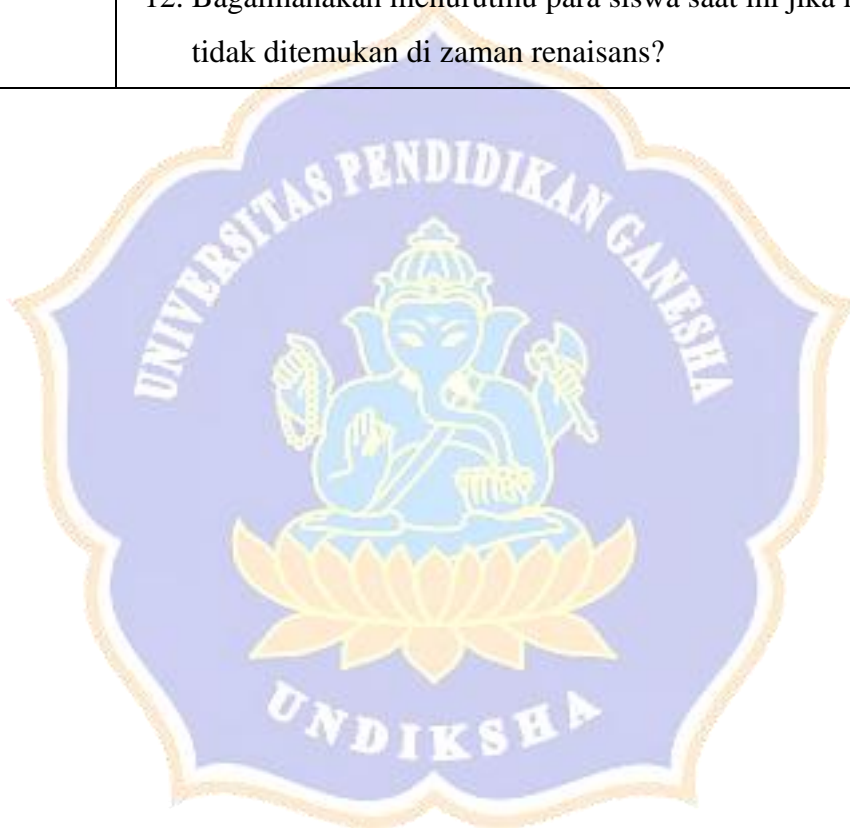 12. Bagaimanakah menurutmu para siswa saat ini jika
tidak ditemukan di zaman renaisans?
UNIVERSITAS PENDIDIKAN GANESHA
UNDIKSHA